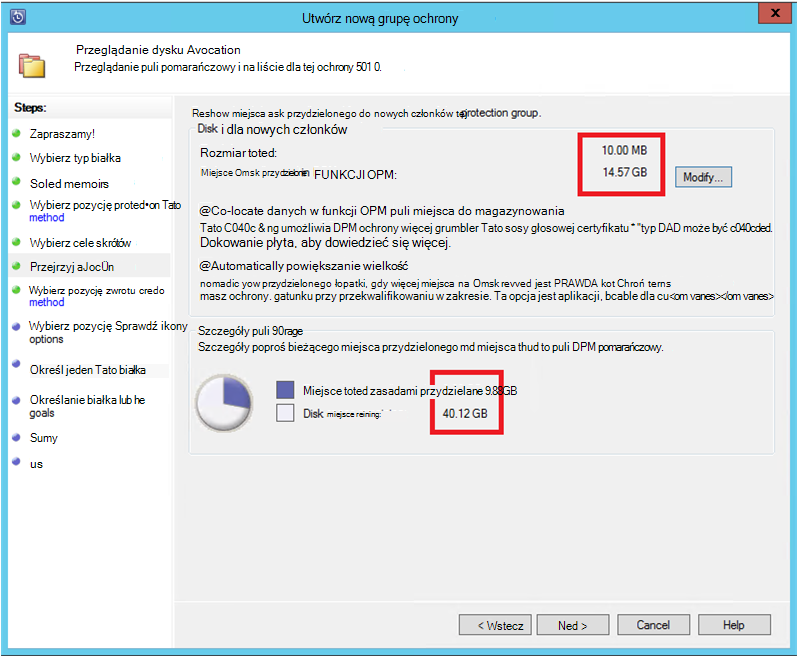 Utwórz nową grupę ochrony
x
Przeglądanie dysku Avocation
Przeglądanie puli pomarańczowy i na liście dla tej ochrony 501 0.
Steps:
Zapraszamy!
Wybierz typ białka
Soled memoirs
Wybierz pozycję proted•on Tato
method
Wybierz cele skrótów
Przejrzyj aJocÜn
Wybierz pozycję zwrotu credo
method
Wybierz pozycję Sprawdź ikony
options
Określ jeden Tato białka
Określanie białka lub he
goals
Sumy
us
Reshow miejsca ask przydzielonego do nowych członków tej protection group.
Disk i dla nowych członków
Rozmiar toted: 10.00 MB
Miejsce Omsk przydzielonin FUNKCJI OPM: 14.57 GB
Modify...
@Co-locate danych w funkcji OPM puli miejsca do magazynowania
Tato C040c & ng umożliwia DPM ochrony więcej grumbler Tato sosy głosowej certyfikatu * "typ DAD może być c040cded.
Dokowanie płyta, aby dowiedzieć się więcej.
@Automatically powiększanie wielkość
nomadic yow przydzielonego łopatki, gdy więcej miejsca na Omsk revved jest PRAWDA kot Chroń terns
masz ochrony. gatunku przy przekwalifikowaniu w zakresie. Ta opcja jest aplikacji, bcable dla cu<om vanes></om vanes>
Szczegóły puli 90rage
Szczegóły poproś bieżącego miejsca przydzielonego md miejsca thud to puli DPM pomarańczowy.
Miejsce toted zasadami przydzielane 9.88GB
Disk miejsce reining: 40.12 GB
< Wstecz
Ned >
Cancel
Help